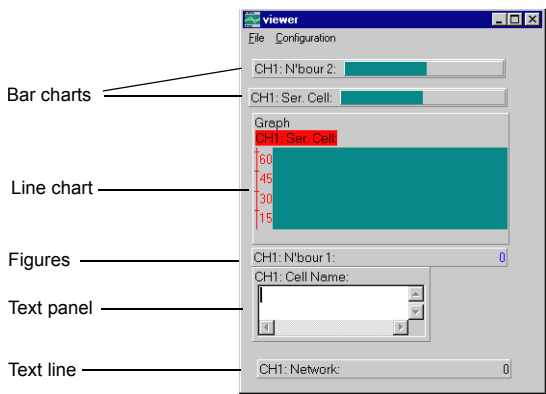 viewer
File Configuration
CH1: N'bour 2:
Bar charts
CH1: Ser. Cell:
Graph
CH1: Ser. Cell:
60
45
Line chart
30
15
Figures
CH1: N'bour 1: 0
CH1: Cell Name:
Text panel
Text line
CH1: Network: 0